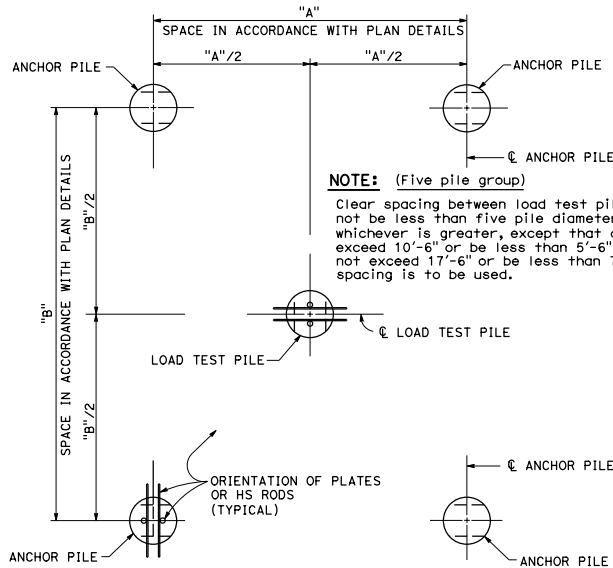 "A"
SPACE IN ACCORDANCE WITH PLAN DETAILS
"A"/2
"A"/2
ANCHOR PILE
ANCHOR PILE
℄ ANCHOR PILE
NOTE: (Five pile group)
Clear spacing between load test pil
not be less than five pile diameter
whichever is greater, except that
exceed 10'-6" or be less than 5'-6"
not exceed 17'-6" or be less than
spacing is to be used.
"B"
SPACE IN ACCORDANCE WITH PLAN DETAILS
"B"/2
"B"/2
℄ LOAD TEST PILE
LOAD TEST PILE
℄ ANCHOR PILE
ORIENTATION OF PLATES
OR HS RODS
(TYPICAL)
ANCHOR PILE
ANCHOR PILE